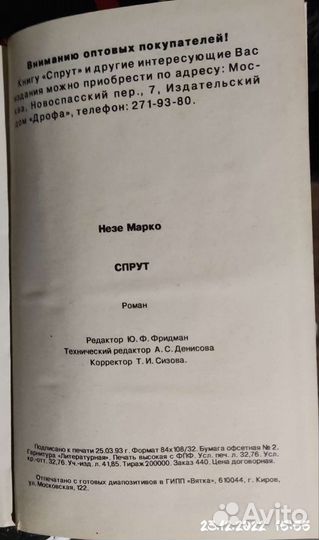 Вниманию оптовых покупателей!
Книгу «Спрут» и другие интересующие Вас
издания можно приобрести по адресу: Мос-
ква, Новоспасский пер., 7, Издательский
дом «Дрофа», телефон: 271-93-80.
Незе Марко
СПРУТ
Роман
Редактор Ю. Ф. Фридман
Технический редактор А. С. Денисова
Корректор Т. И. Сизова.
Подписано к печати 25.03.93 г. Формат 84х108/32. Бумага офсетная № 2.
Гарнитура «Литературная». Печать высокая с ФПФ. Усл. печ. л. 32,76. Усл.
кр.-отт. 32,76. Уч.-изд. л. 41,85. Тираж 200000. Заказ 440. Цена договорная.
Отпечатано с готовых диапозитивов в ГИПП «Вятка», 610044, г. Киров,
ул. Московская, 122.
Avito
23.12.2022